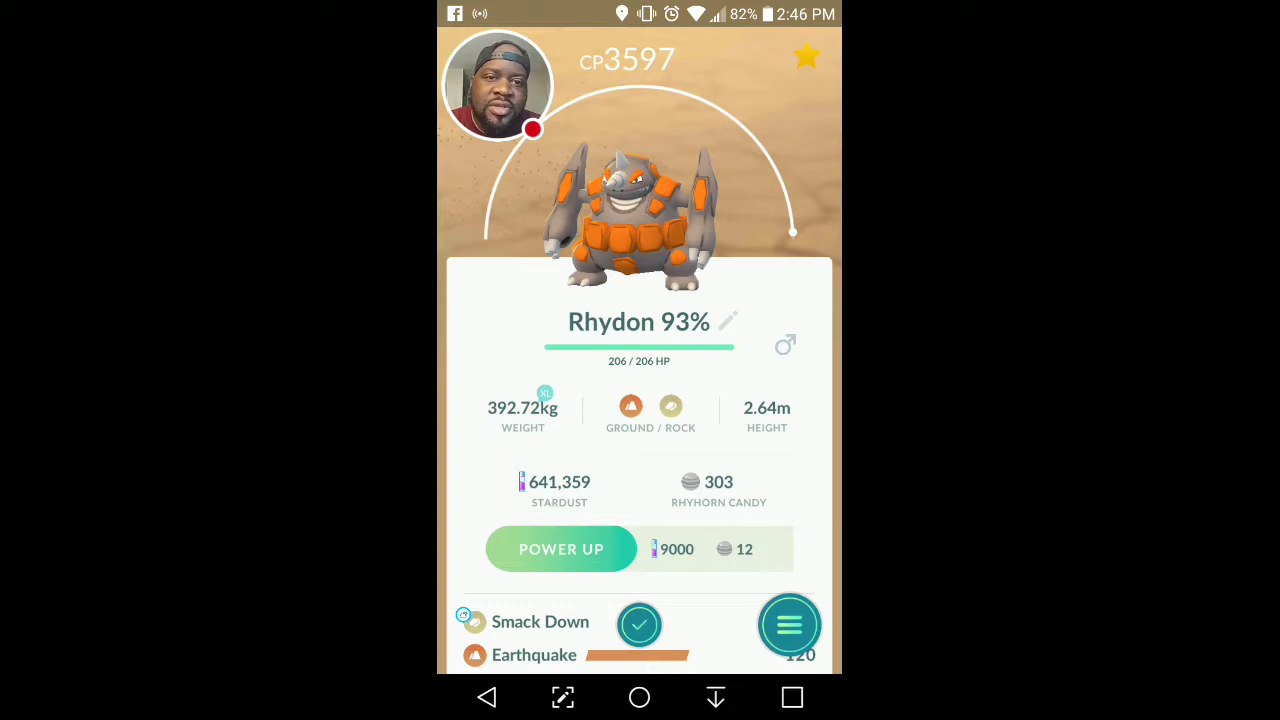 82% 2:46 PM
CP3597
Rhydon 93%
206 / 206 HP
XL
392.72kg
WEIGHT
GROUND / ROCK
2.64m
HEIGHT
641,359
STARDUST
303
RHYHORN CANDY
POWER UP
9000
12
Smack Down
Earthquake
120